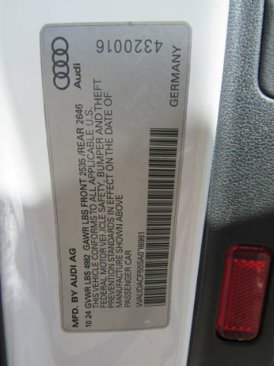 MFD. BY AUDI AG
10.24 GVWR LBS 4982 GAWR LBS FRONT 2535 /REAR 2646
THIS VEHICLE CONFORMS TO ALL APPLICABLE U.S.
FEDERAL MOTOR VEHICLE SAFETY, BUMPER AND THEFT
PREVENTION STANDARDS IN EFFECT ON THE DATE OF
MANUFACTURE SHOWN ABOVE
PASSENGER CAR
Audi
4320016
GERMANY